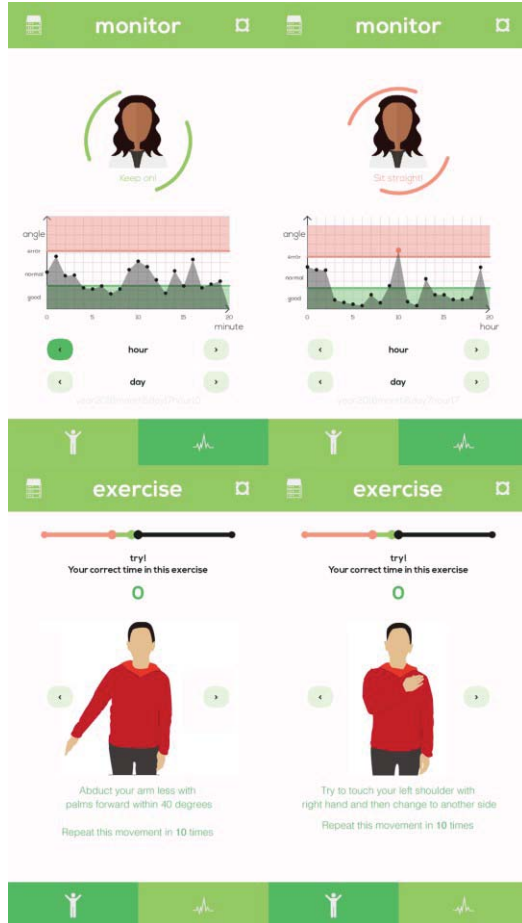 monitor
Keep on!
angle
error
normal
good
0
5
10
15
20
minute
hour
day
monitor
Sit straight!
angle
error
normal
good
0
5
10
15
20
hour
hour
day
exercise
try!
Your correct time in this exercise
0
Abduct your arm less with
palms forward within 40 degrees
Repeat this movement in 10 times
exercise
try!
Your correct time in this exercise
0
Try to touch your left shoulder with
right hand and then change to another side
Repeat this movement in 10 times